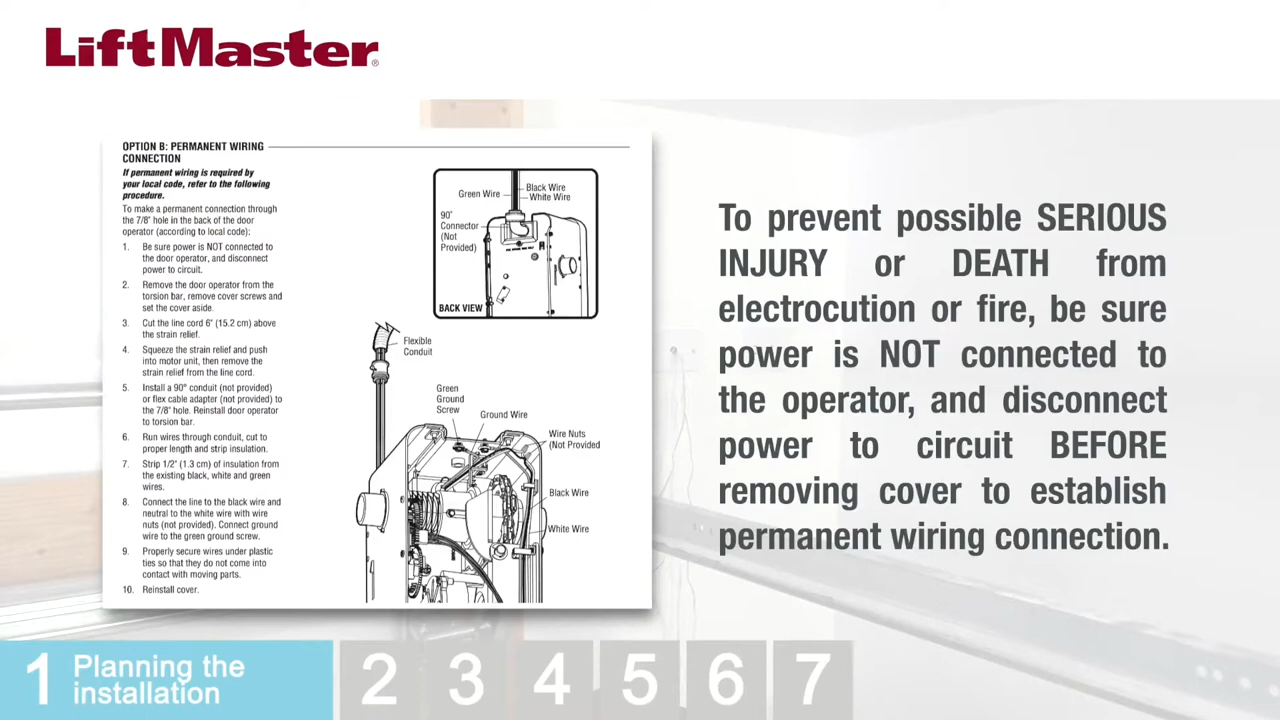 LiftMaster®
OPTION B: PERMANENT WIRING
CONNECTION
If permanent wiring is required by
your local code, refer to the following
procedure.
To make a permanent connection through
the 7/8" hole in the back of the door
operator (according to local code):
1. Be sure power is NOT connected to
the door operator, and disconnect
power to circuit.
2. Remove the door operator from the
torsion bar, remove cover screws and
set the cover aside.
3. Cut the line cord 6" (15.2 cm) above
the strain relief.
4. Squeeze the strain relief and push
into motor unit, then remove the
strain relief from the line cord.
5. Install a 90° conduit (not provided)
or flex cable adapter (not provided) to
the 7/8" hole. Reinstall door operator
to torsion bar.
6. Run wires through conduit, cut to
proper length and strip insulation.
7. Strip 1/2" (1.3 cm) of insulation from
the existing black, white and green
wires.
8. Connect the line to the black wire and
neutral to the white wire with wire
nuts (not provided). Connect ground
wire to the green ground screw.
9. Properly secure wires under plastic
ties so that they do not come into
contact with moving parts.
10. Reinstall cover.
Green Wire
Black Wire
White Wire
90˚
Connector
(Not
Provided)
BACK VIEW
Flexible
Conduit
Green
Ground
Screw
Ground Wire
Wire Nuts
(Not Provided
Black Wire
White Wire
To prevent possible SERIOUS
INJURY or DEATH from
electrocution or fire, be sure
power is NOT connected to
the operator, and disconnect
power to circuit BEFORE
removing cover to establish
permanent wiring connection.
1 Planning the
installation
2 3 4 5 6 7